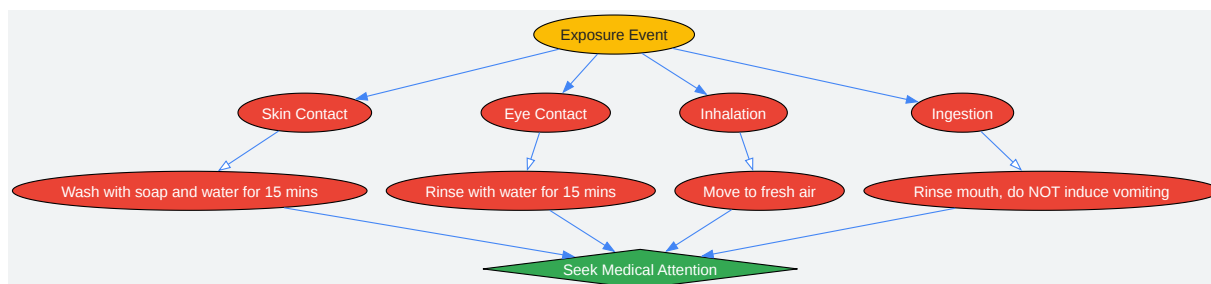 Exposure Event
Skin Contact
Eye Contact
Inhalation
Ingestion
Wash with soap and water for 15 mins
Rinse with water for 15 mins
Move to fresh air
Rinse mouth, do NOT induce vomiting
Seek Medical Attention